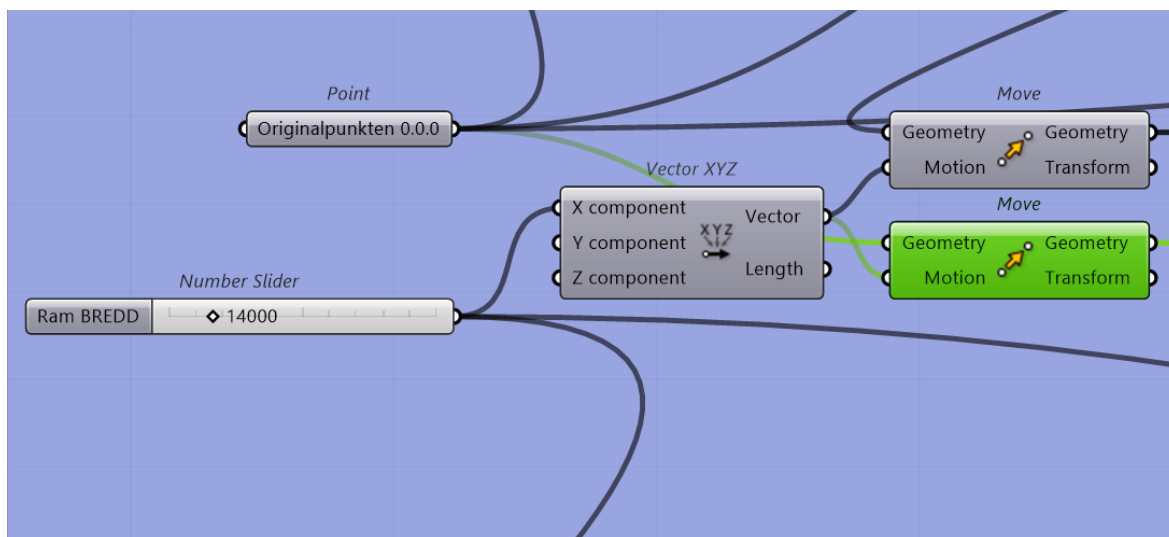 Point
Originalpunkten 0.0.0
Move
Geometry Geometry
Motion Transform
Vector XYZ
X component Vector
Y component XYZ
Z component Length
Move
Geometry Geometry
Motion Transform
Number Slider
Ram BREDD 14000